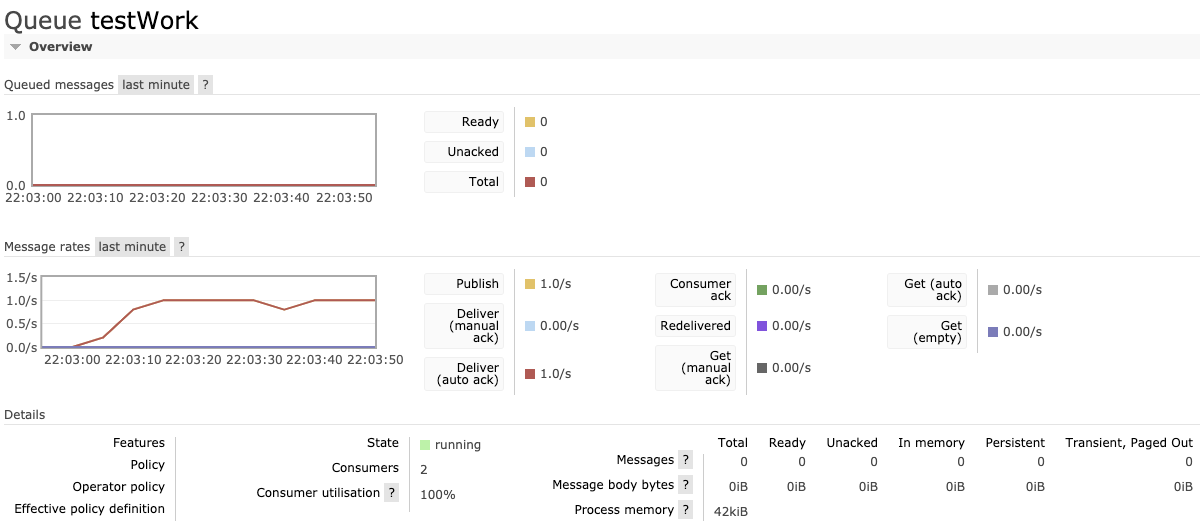 Queue testWork
Overview
Queued messages last minute ?
1.0
0.0
22:03:00 22:03:10 22:03:20 22:03:30 22:03:40 22:03:50
Ready 0
Unacked 0
Total 0
Message rates last minute ?
1.5/s
1.0/s
0.5/s
0.0/s
22:03:00 22:03:10 22:03:20 22:03:30 22:03:40 22:03:50
Publish 1.0/s
Deliver
(manual
ack)
0.00/s
Deliver
(auto ack)
1.0/s
Consumer
ack
0.00/s
Redelivered 0.00/s
Get
(manual
ack)
0.00/s
Get (auto
ack)
0.00/s
Get
(empty)
0.00/s
Details
Features
Policy
Operator policy
Effective policy definition
State running
Consumers 2
Consumer utilisation ? 100%
Total Ready Unacked In memory Persistent Transient, Paged Out
Messages ? 0 0 0 0 0 0
Message body bytes ? 0iB 0iB 0iB 0iB 0iB 0iB
Process memory ? 42kiB